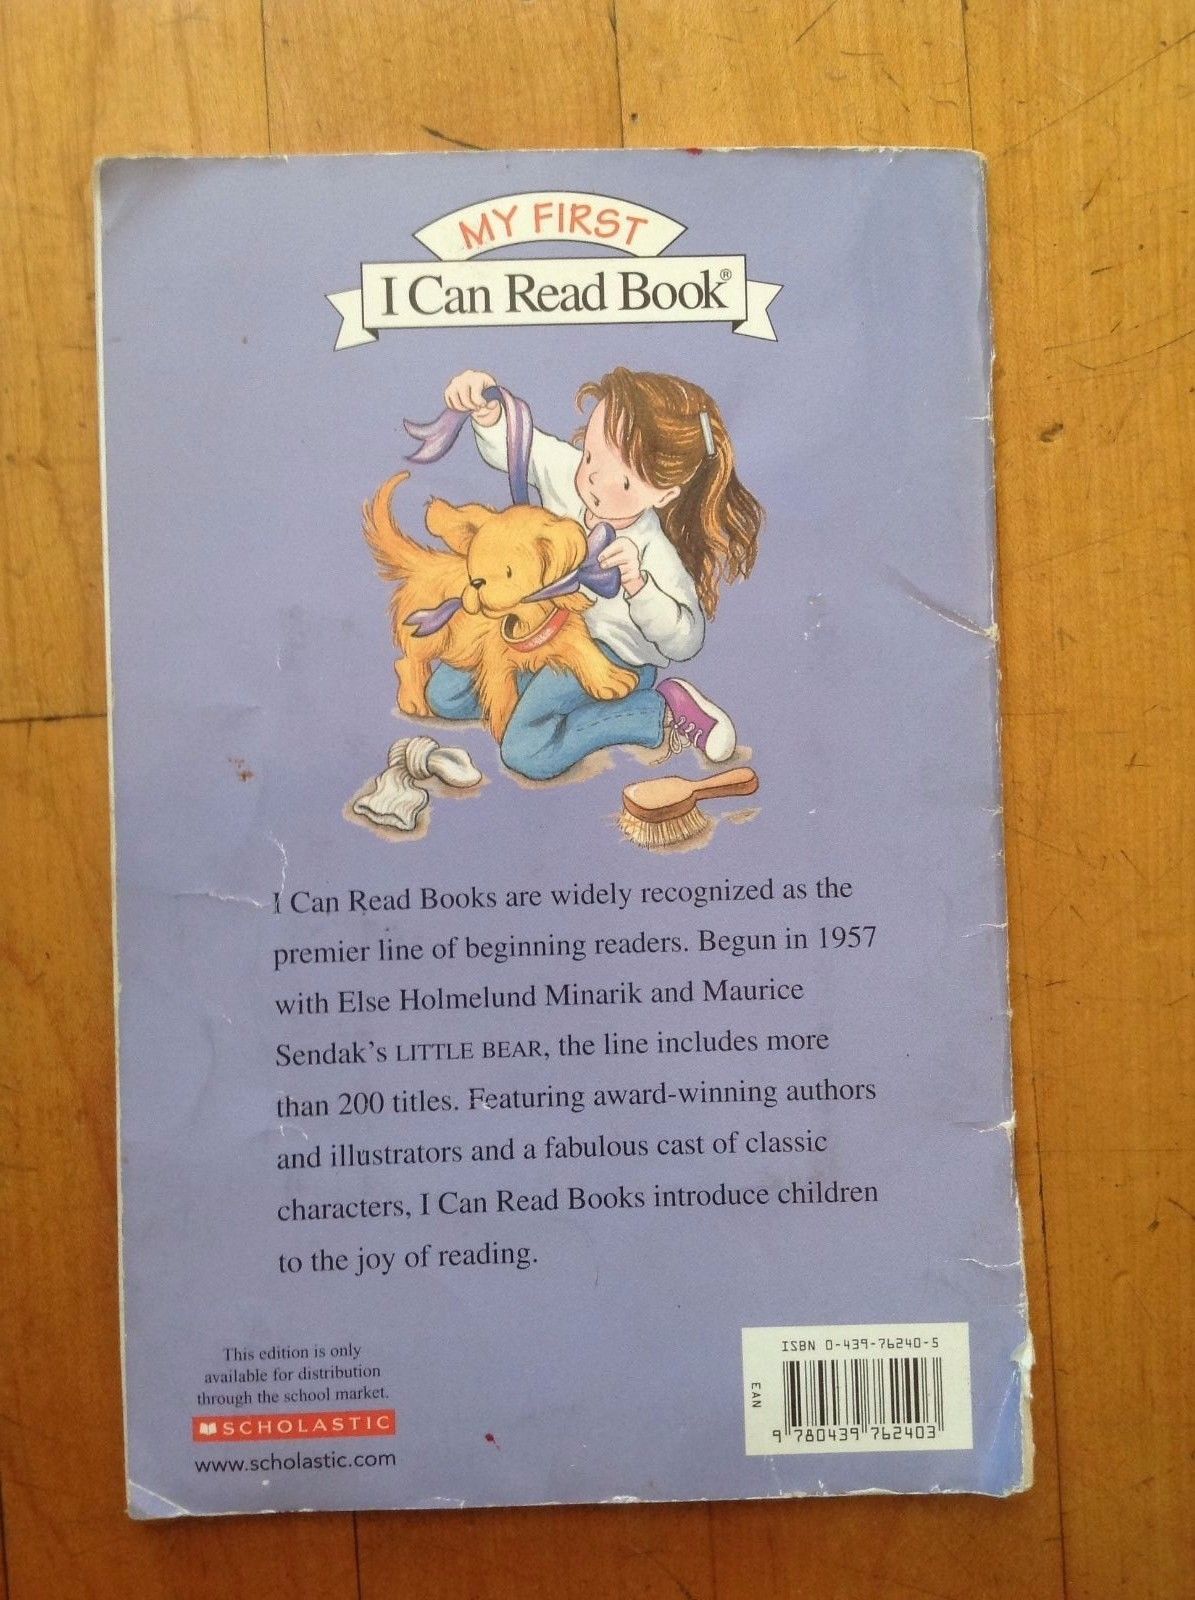 MY FIRST
I Can Read Book®
I Can Read Books are widely recognized as the
premier line of beginning readers. Begun in 1957
with Else Holmelund Minarik and Maurice
Sendak's LITTLE BEAR, the line includes more
than 200 titles. Featuring award-winning authors
and illustrators and a fabulous cast of classic
characters, I Can Read Books introduce children
to the joy of reading.
This edition is only
available for distribution
through the school market.
SCHOLASTIC
www.scholastic.com
ISBN 0-439-76240-5
EAN
9 780439 762403